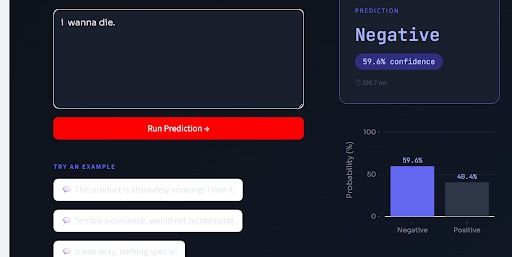 i wanna die.
Run Prediction →
TRY AN EXAMPLE
This product is absolutely amazing! I love it.
Terrible experience, would not recommend.
It was okay, nothing special.
PREDICTION
Negative
59.6% confidence
295.7 ms
Probability (%)
100
50
0
59.6%
40.4%
Negative
Positive